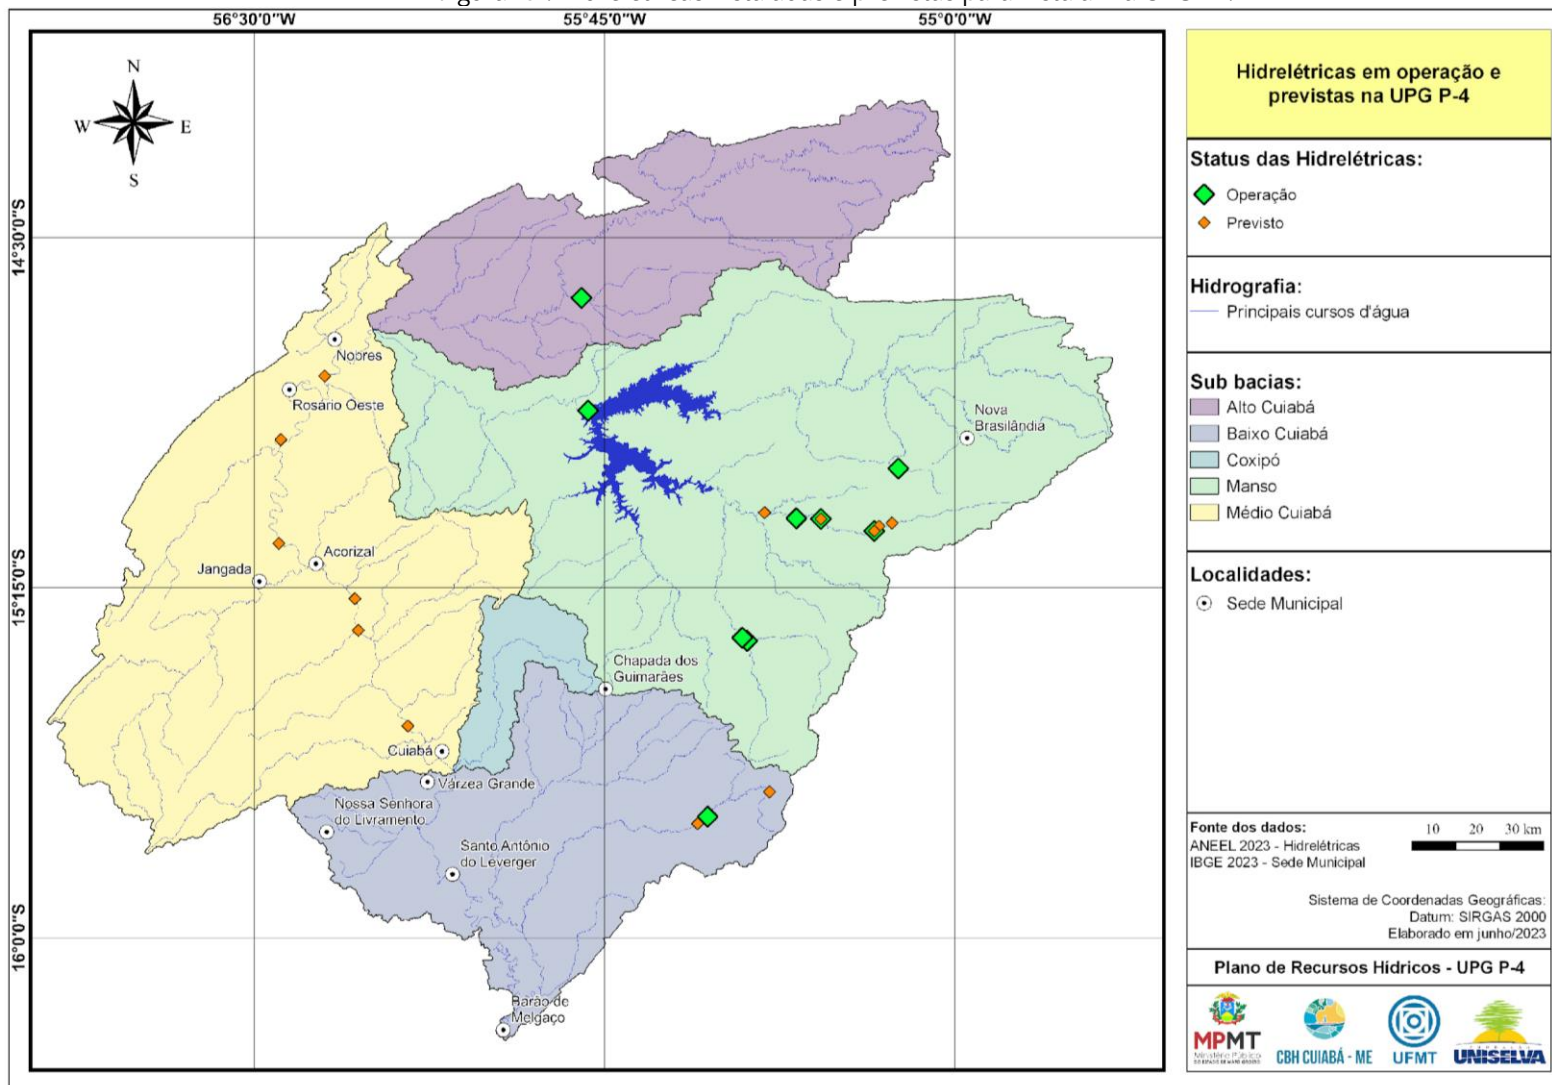 56°30'0"W
55°45'0"W
55°0'0"W
N
W
E
S
14°30'0"S
15°15'0"S
16°0'0"S
Nobres
Rosário Oeste
Nova
Brasilândia
Acorizal
Jangada
Chapada dos
Guimarães
Cuiabá
Várzea Grande
Nossa Senhora
do Livramento
Santo Antônio
do Leverger
Barão de
Melgaço
Hidrelétricas em operação e
previstas na UPG P-4
Status das Hidrelétricas:
Operação
Previsto
Hidrografia:
Principais cursos d'água
Sub bacias:
Alto Cuiabá
Baixo Cuiabá
Coxipó
Manso
Médio Cuiabá
Localidades:
Sede Municipal
Fonte dos dados:
ANEEL 2023 - Hidrelétricas
IBGE 2023 - Sede Municipal
10 20 30 km
Sistema de Coordenadas Geográficas:
Datum: SIRGAS 2000
Elaborado em junho/2023
Plano de Recursos Hídricos - UPG P-4
MPMT
Ministério Público
CBH CUIABÁ - ME
UFMT
UNISELVA